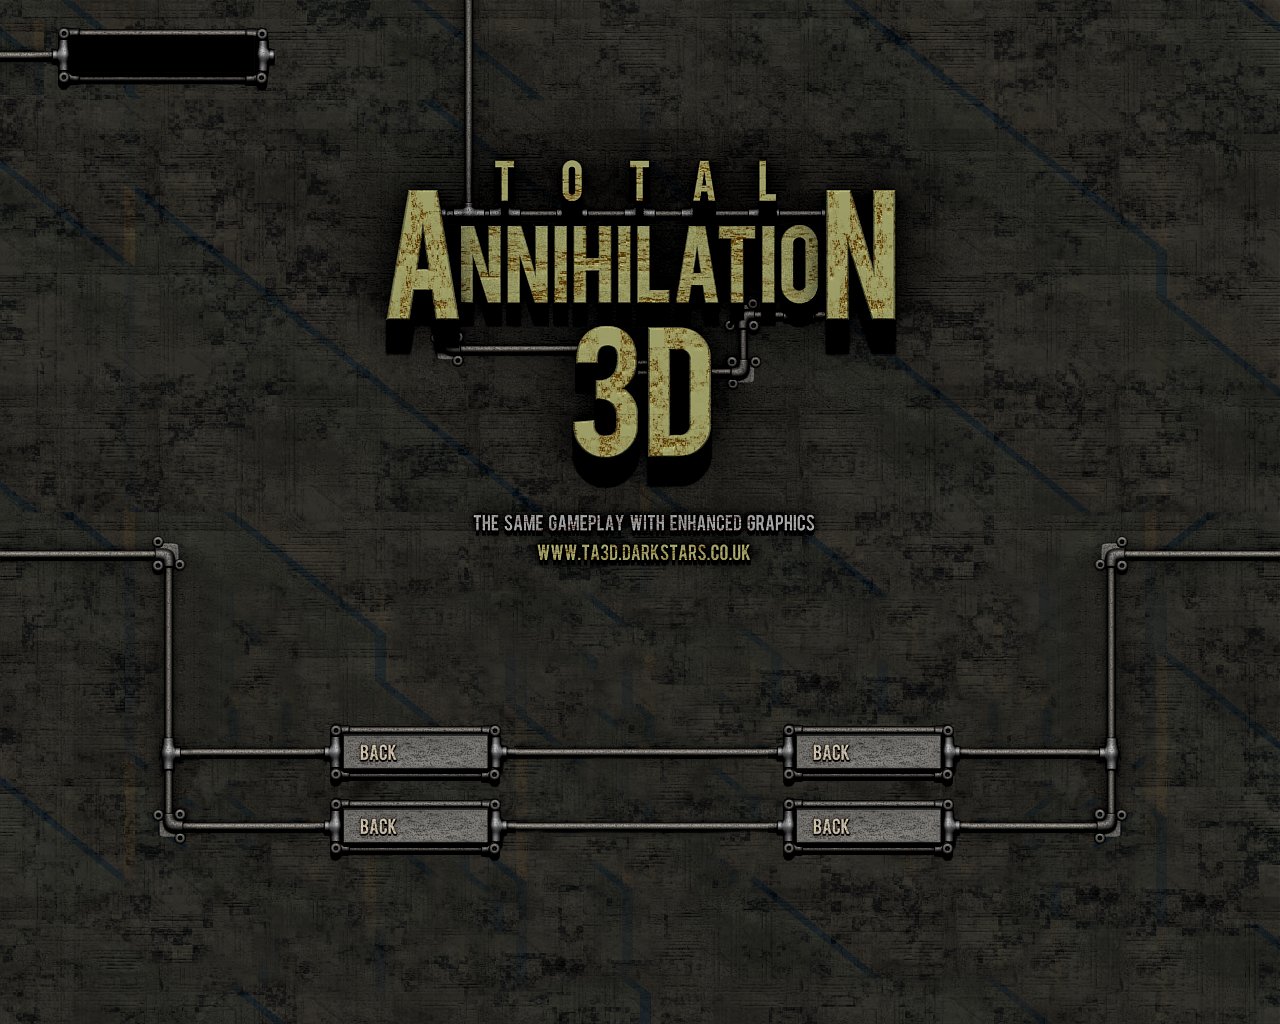 TOTAL
ANNIHILATION
3D
THE SAME GAMEPLAY WITH ENHANCED GRAPHICS
WWW.TA3D.DARKSTARS.CO.UK
BACK BACK
BACK BACK